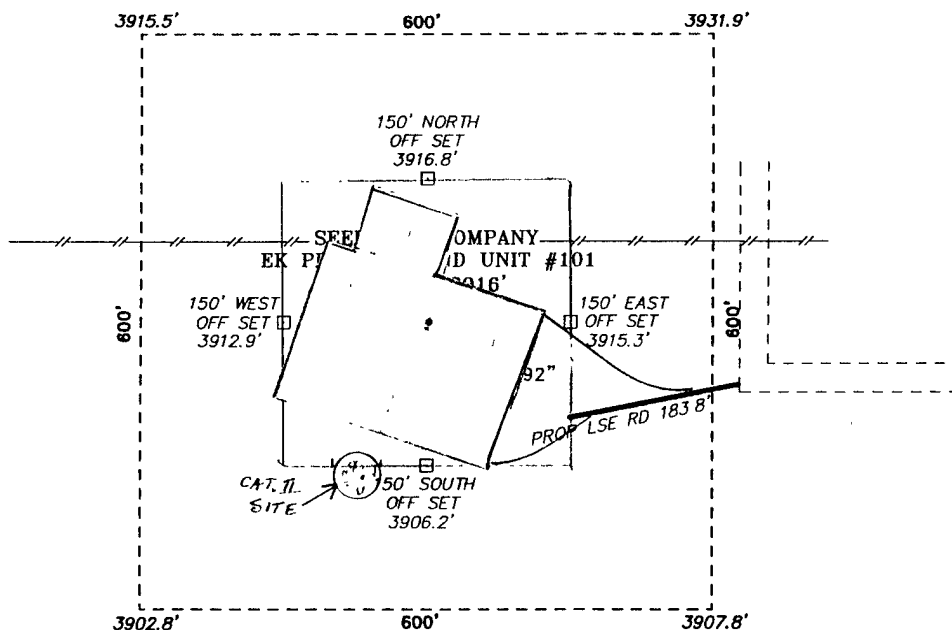 3915.5'
600'
3931.9'
150' NORTH
OFF SET
3916.8'
OMPANY
EK
D UNIT #101
150' WEST
OFF SET
3912.9'
150' EAST
OFF SET
3915.3'
600'
600'
92"
PROP LSE RD 183.8'
CAT. II
SITE
150' SOUTH
OFF SET
3906.2'
3902.8'
600'
3907.8'